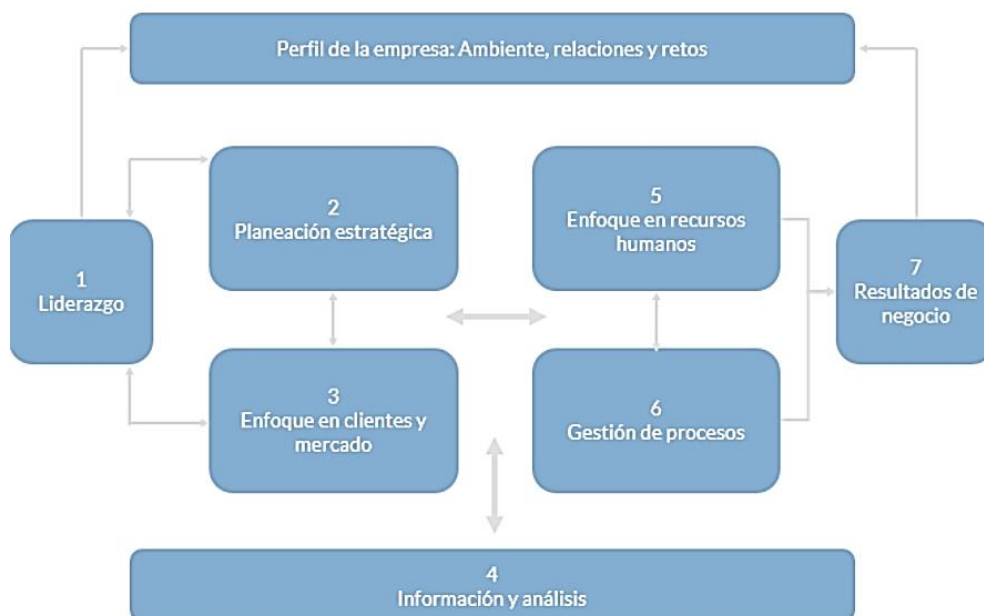 Perfil de la empresa: Ambiente, relaciones y retos
1
Liderazgo
2
Planeación estratégica
3
Enfoque en clientes y
mercado
5
Enfoque en recursos
humanos
6
Gestión de procesos
7
Resultados de
negocio
4
Información y análisis